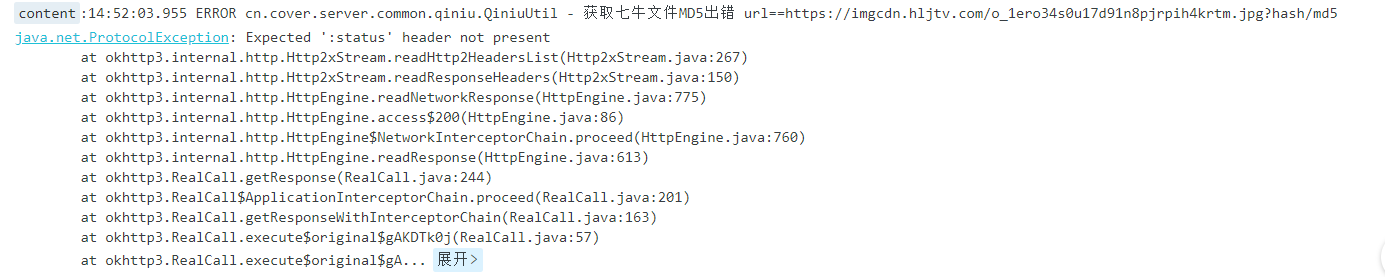 content:14:52:03.955 ERROR cn.cover.server.common.qiniu.QiniuUtil - 获取七牛文件MD5出错 url==https://imgcdn.hljtv.com/o_1ero34s0u17d91n8pjrpih4krtm.jpg?hash/md5
java.net.ProtocolException: Expected ':status' header not present
at okhttp3.internal.http.Http2xStream.readHttp2HeadersList(Http2xStream.java:267)
at okhttp3.internal.http.Http2xStream.readResponseHeaders(Http2xStream.java:150)
at okhttp3.internal.http.HttpEngine.readNetworkResponse(HttpEngine.java:775)
at okhttp3.internal.http.HttpEngine.access$200(HttpEngine.java:86)
at okhttp3.internal.http.HttpEngine$NetworkInterceptorChain.proceed(HttpEngine.java:760)
at okhttp3.internal.http.HttpEngine.readResponse(HttpEngine.java:613)
at okhttp3.RealCall.getResponse(RealCall.java:244)
at okhttp3.RealCall$ApplicationInterceptorChain.proceed(RealCall.java:201)
at okhttp3.RealCall.getResponseWithInterceptorChain(RealCall.java:163)
at okhttp3.RealCall.execute$original$gAKDTk0j(RealCall.java:57)
at okhttp3.RealCall.execute$original$gA... 展开>